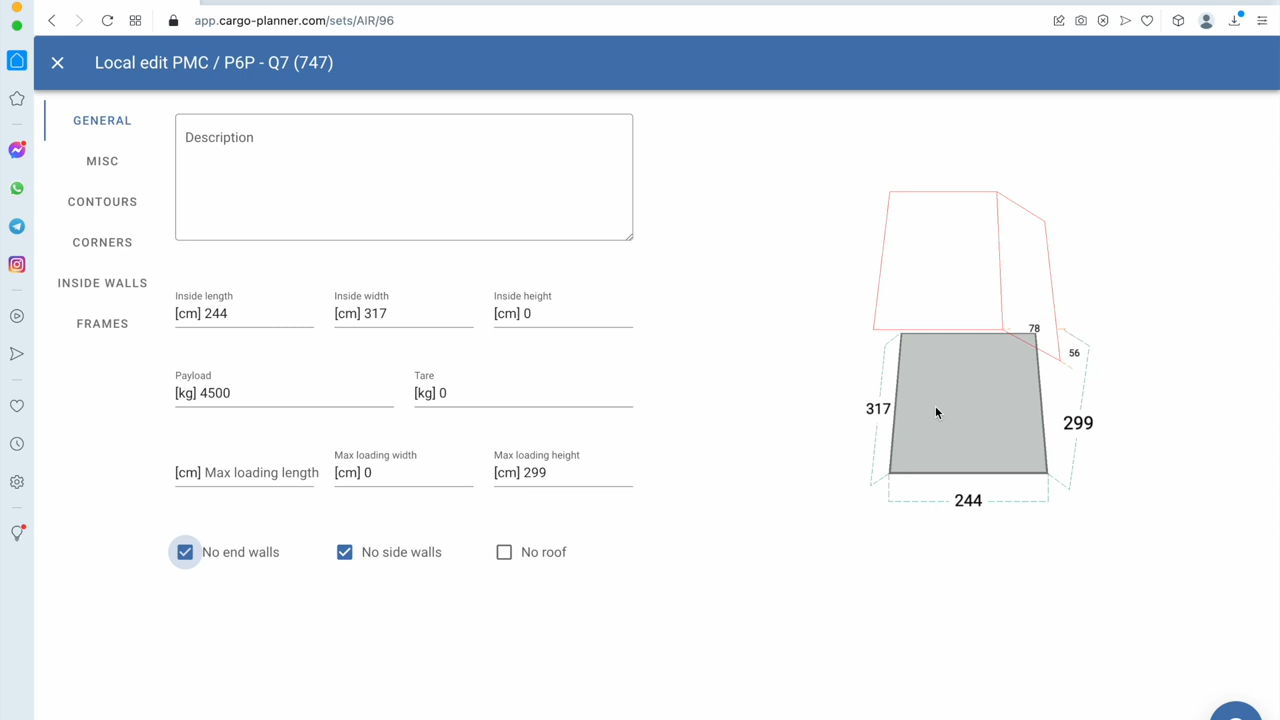 app.cargo-planner.com/sets/AIR/96
Local edit PMC / P6P - Q7 (747)
GENERAL
MISC
CONTOURS
CORNERS
INSIDE WALLS
FRAMES
Description
Inside length
[cm] 244
Inside width
[cm] 317
Inside height
[cm] 0
Payload
[kg] 4500
Tare
[kg] 0
[cm] Max loading length
Max loading width
[cm] 0
Max loading height
[cm] 299
No end walls
No side walls
No roof
78
56
317
299
244